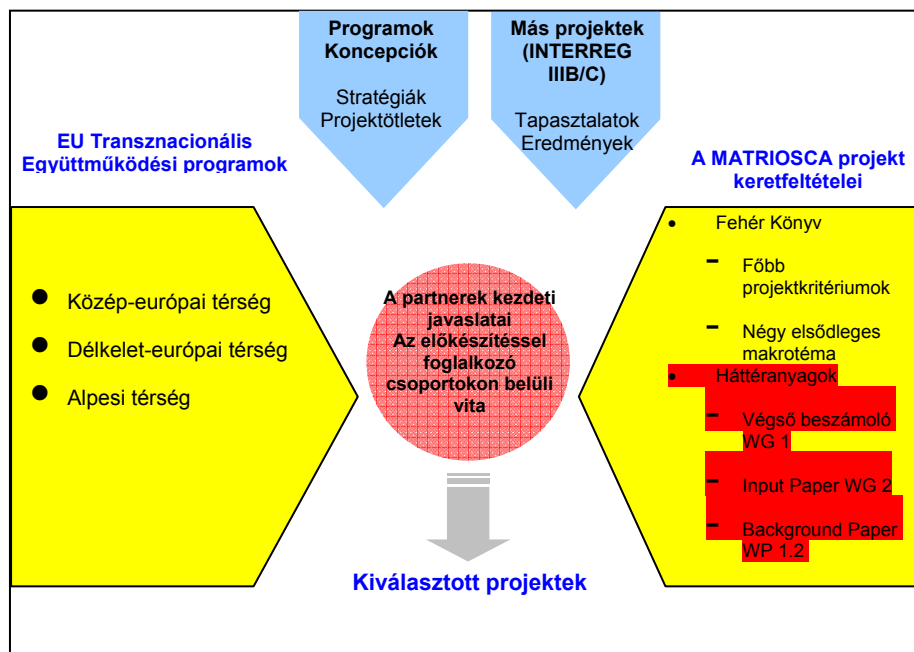 Programok
Koncepciók
Stratégiák
Projektötletek
Más projektek
(INTERREG
IIIB/C)
Tapasztalatok
Eredmények
EU Transznacionális
Együttműködési programok
● Közép-európai térség
● Délkelet-európai térség
● Alpesi térség
A partnerek kezdeti
javaslatai
Az előkészítéssel
foglalkozó
csoportokon belüli
vita
A MATRIOSCA projekt
keretfeltételei
• Fehér Könyv
– Főbb
projektkritériumok
– Négy elsődleges
makrotéma
• Háttéranyagok
– Végső beszámoló
WG 1
– Input Paper WG 2
– Background Paper
WP 1.2
Kiválasztott projektek